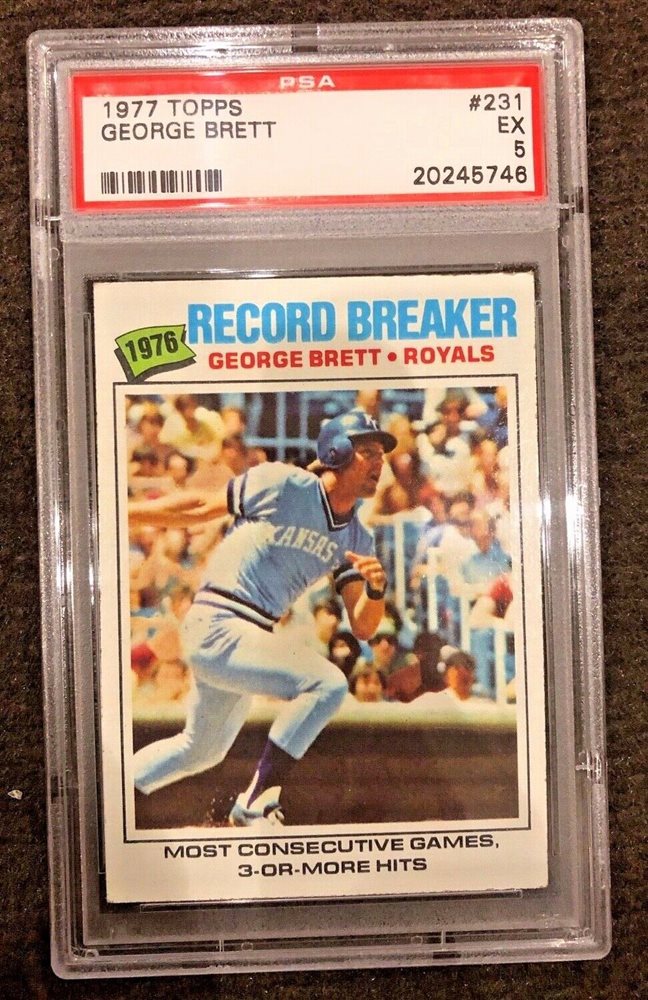 PSA
1977 TOPPS #231
GEORGE BRETT EX
5
20245746
1976 RECORD BREAKER
GEORGE BRETT • ROYALS
K
KANSAS
MOST CONSECUTIVE GAMES,
3-OR-MORE HITS